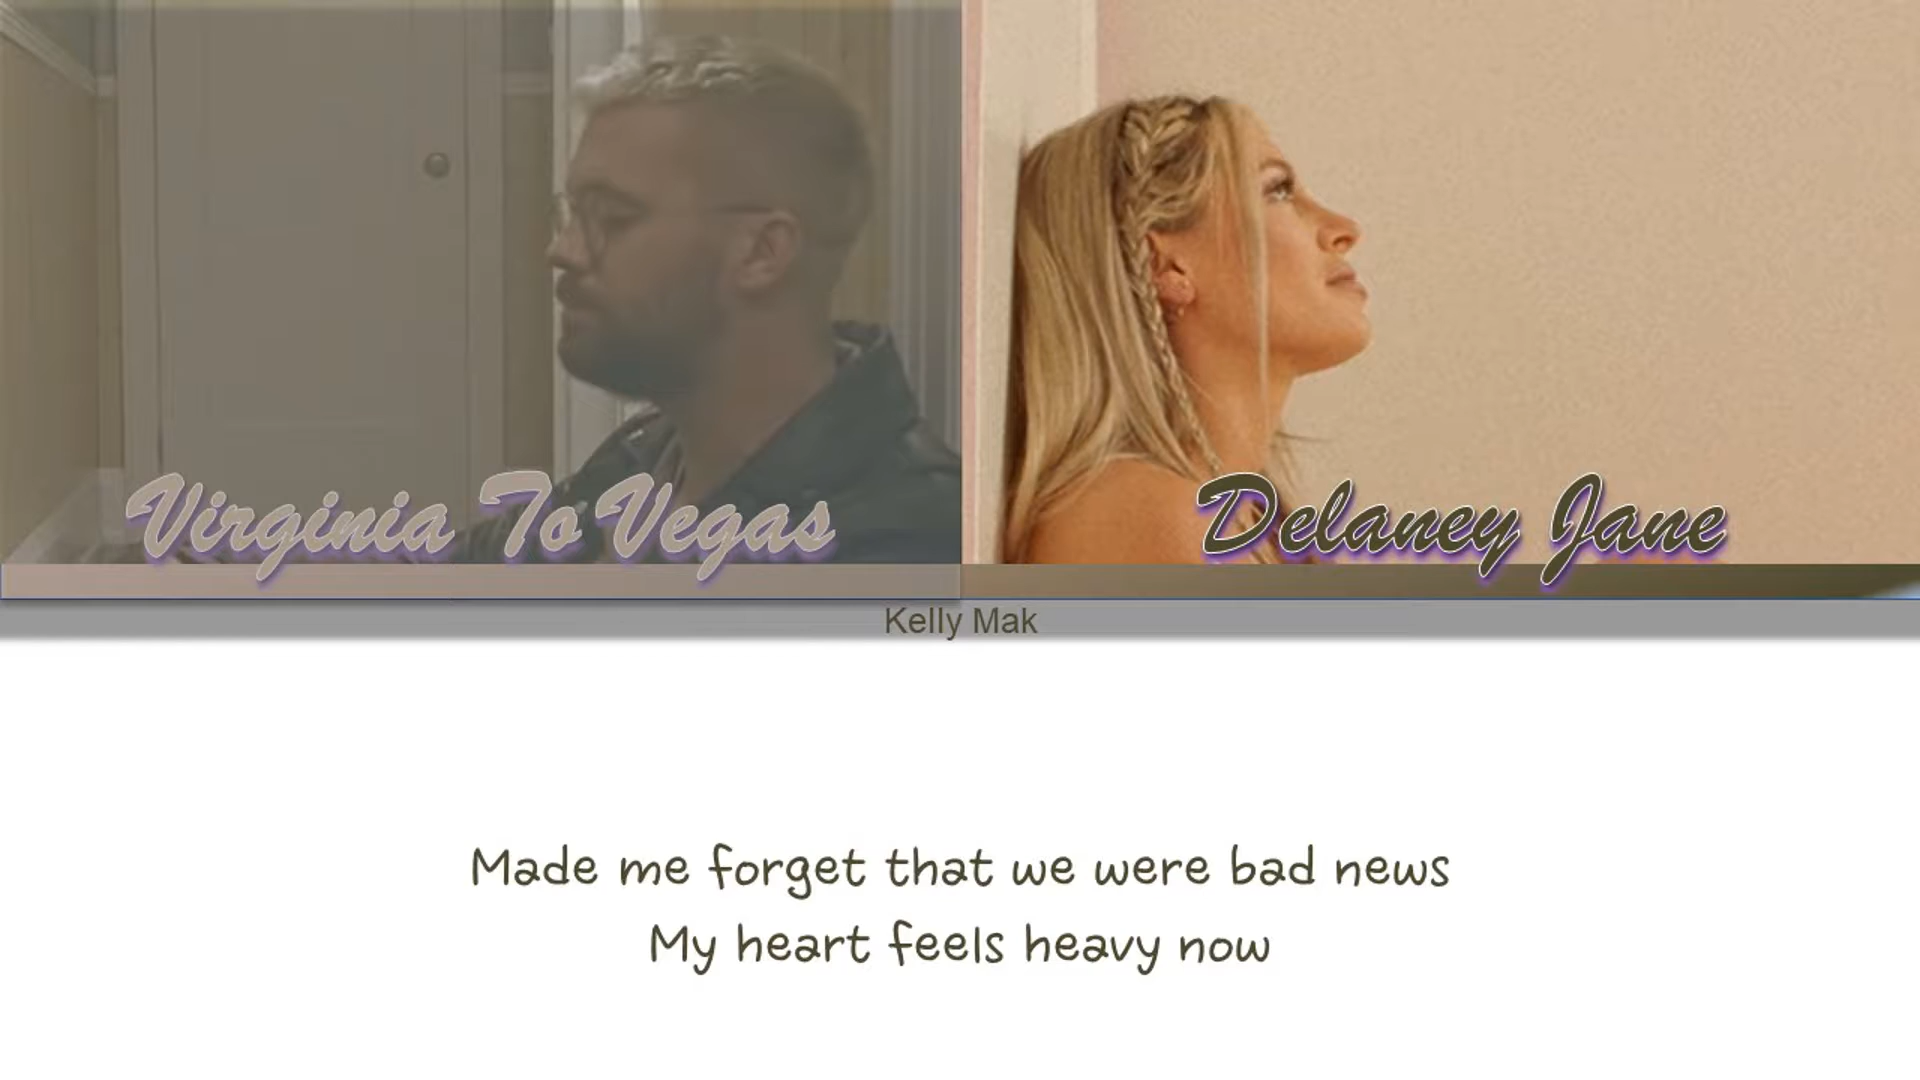 Virginia To Vegas
Delaney Jane
Kelly Mak
Made me forget that we were bad news
My heart feels heavy now